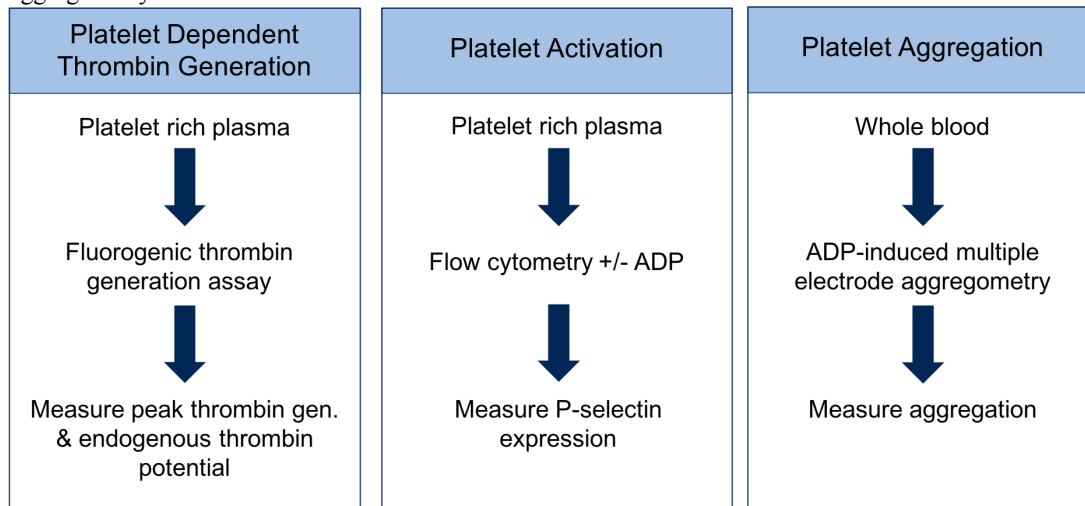 Platelet Dependent
Thrombin Generation
Platelet rich plasma
Fluorogenic thrombin
generation assay
Measure peak thrombin gen.
& endogenous thrombin
potential
Platelet Activation
Platelet rich plasma
Flow cytometry +/- ADP
Measure P-selectin
expression
Platelet Aggregation
Whole blood
ADP-induced multiple
electrode aggregometry
Measure aggregation